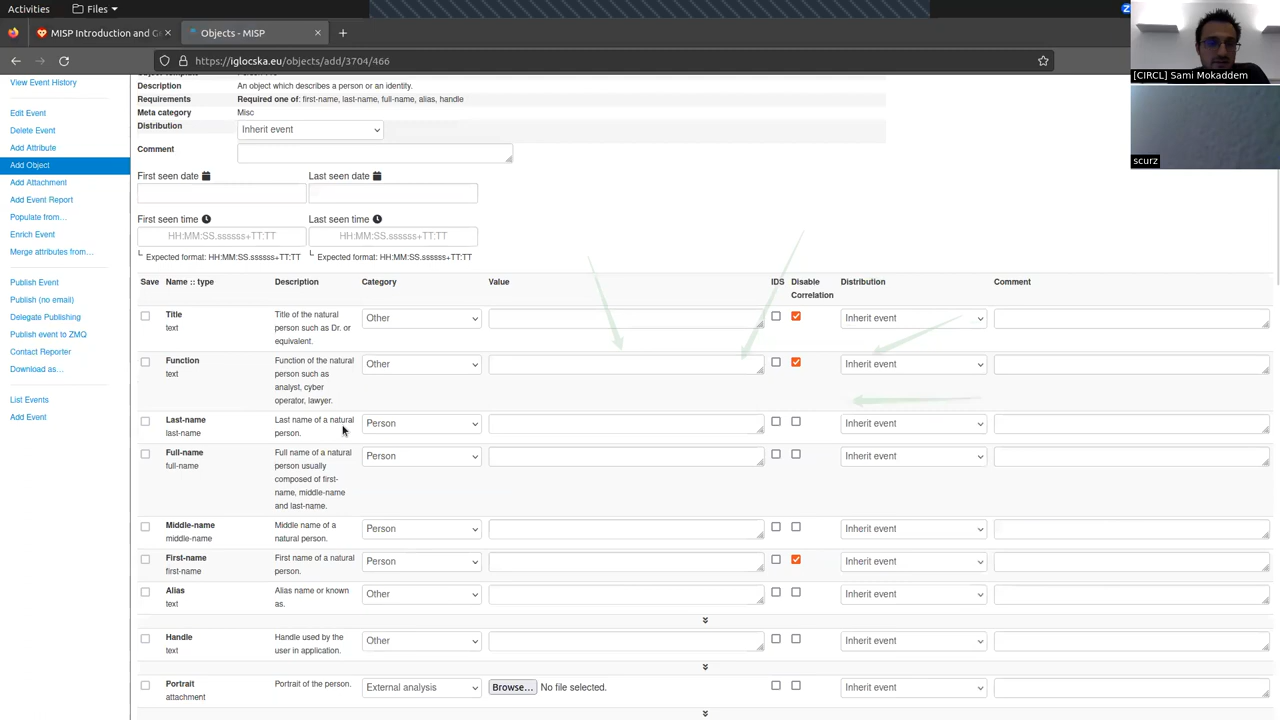 Activities
Files
Z
MISP Introduction and G
Objects - MISP
https://iglocska.eu/objects/add/3704/466
[CIRCL] Sami Mokaddem
scurz
View Event History
Edit Event
Delete Event
Add Attribute
Add Object
Add Attachment
Add Event Report
Populate from...
Enrich Event
Merge attributes from...
Publish Event
Publish (no email)
Delegate Publishing
Publish event to ZMQ
Contact Reporter
Download as...
List Events
Add Event
Description An object which describes a person or an identity.
Requirements Required one of: first-name, last-name, full-name, alias, handle
Meta category Misc
Distribution Inherit event
Comment
First seen date Last seen date
First seen time Last seen time
HH:MM:SS.ssssss+TT:TT HH:MM:SS.ssssss+TT:TT
Expected format: HH:MM:SS.ssssss+TT:TT Expected format: HH:MM:SS.ssssss+TT:TT
Save Name :: type Description Category Value IDS Disable Correlation Distribution Comment
Title Title of the natural Other Inherit event
text person such as Dr. or
equivalent.
Function Function of the natural Other Inherit event
text person such as
analyst, cyber
operator, lawyer.
Last-name Last name of a natural Person Inherit event
last-name person.
Full-name Full name of a natural Person Inherit event
full-name person usually
composed of first-
name, middle-name
and last-name.
Middle-name Middle name of a Person Inherit event
middle-name natural person.
First-name First name of a natural Person Inherit event
first-name person.
Alias Alias name or known Other Inherit event
text as.
Handle Handle used by the Other Inherit event
text user in application.
Portrait Portrait of the person. External analysis Browse... No file selected. Inherit event
attachment